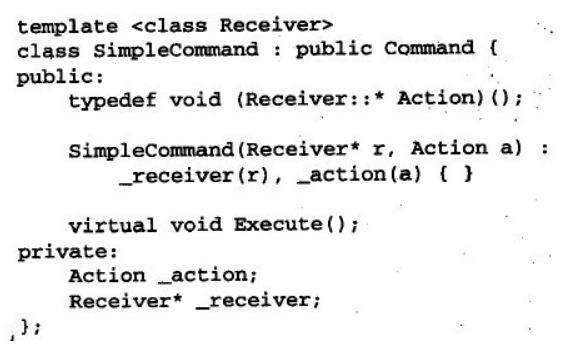 template <class Receiver>
class SimpleCommand : public Command {
public:
    typedef void (Receiver::* Action)();

    SimpleCommand(Receiver* r, Action a) :
        _receiver(r), _action(a) { }

    virtual void Execute();
private:
    Action _action;
    Receiver* _receiver;
};